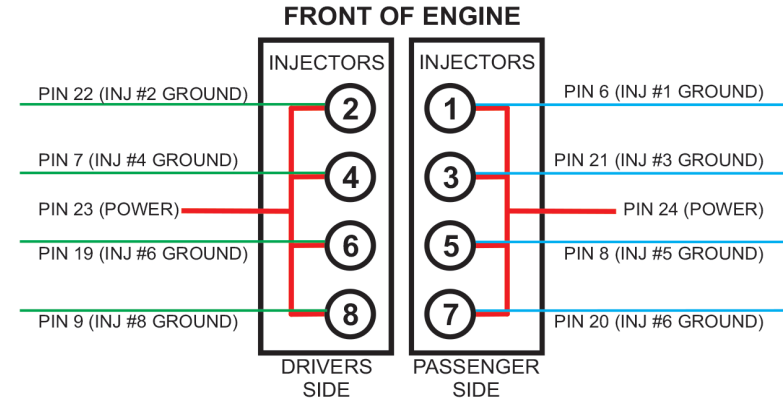 FRONT OF ENGINE
INJECTORS
INJECTORS
PIN 22 (INJ #2 GROUND)
2
1
PIN 6 (INJ #1 GROUND)
PIN 7 (INJ #4 GROUND)
4
3
PIN 21 (INJ #3 GROUND)
PIN 23 (POWER)
PIN 24 (POWER)
PIN 19 (INJ #6 GROUND)
6
5
PIN 8 (INJ #5 GROUND)
PIN 9 (INJ #8 GROUND)
8
7
PIN 20 (INJ #6 GROUND)
DRIVERS
SIDE
PASSENGER
SIDE